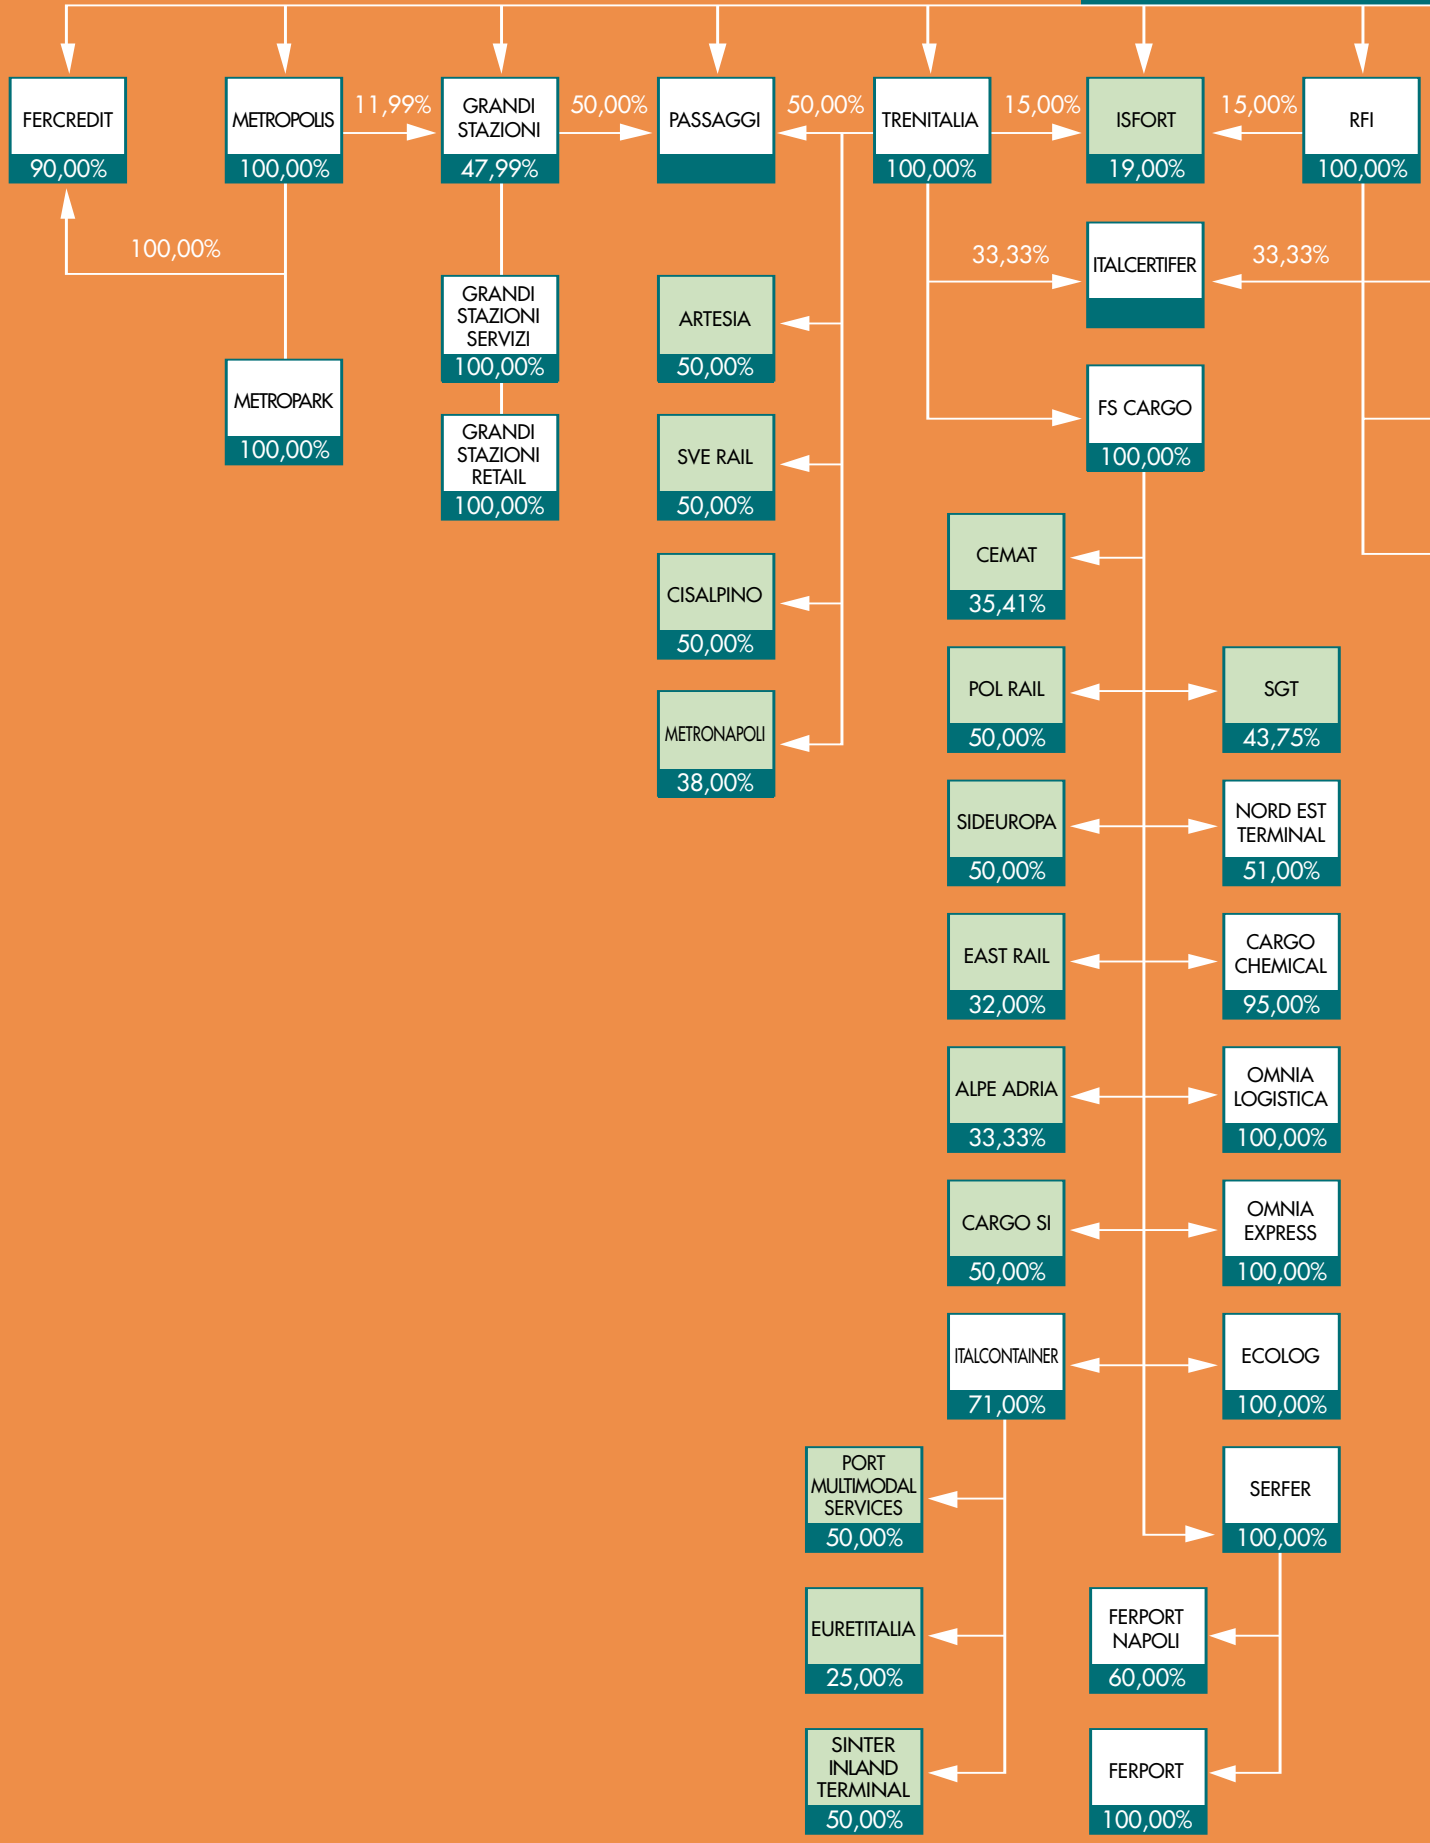 FERCREDIT
90,00%
METROPOLIS
100,00%
11,99%
GRANDI
STAZIONI
47,99%
50,00%
PASSAGGI
50,00%
TRENITALIA
100,00%
15,00%
ISFORT
19,00%
15,00%
RFI
100,00%
100,00%
33,33%
ITALCERTIFER
33,33%
GRANDI
STAZIONI
SERVIZI
100,00%
ARTESIA
50,00%
METROPARK
100,00%
FS CARGO
100,00%
GRANDI
STAZIONI
RETAIL
100,00%
SVE RAIL
50,00%
CEMAT
35,41%
CISALPINO
50,00%
POL RAIL
50,00%
SGT
43,75%
METRONAPOLI
38,00%
SIDEUROPA
50,00%
NORD EST
TERMINAL
51,00%
EAST RAIL
32,00%
CARGO
CHEMICAL
95,00%
ALPE ADRIA
33,33%
OMNIA
LOGISTICA
100,00%
CARGO SI
50,00%
OMNIA
EXPRESS
100,00%
ITALCONTAINER
71,00%
ECOLOG
100,00%
PORT
MULTIMODAL
SERVICES
50,00%
SERFER
100,00%
EURETITALIA
25,00%
FERPORT
NAPOLI
60,00%
SINTER
INLAND
TERMINAL
50,00%
FERPORT
100,00%